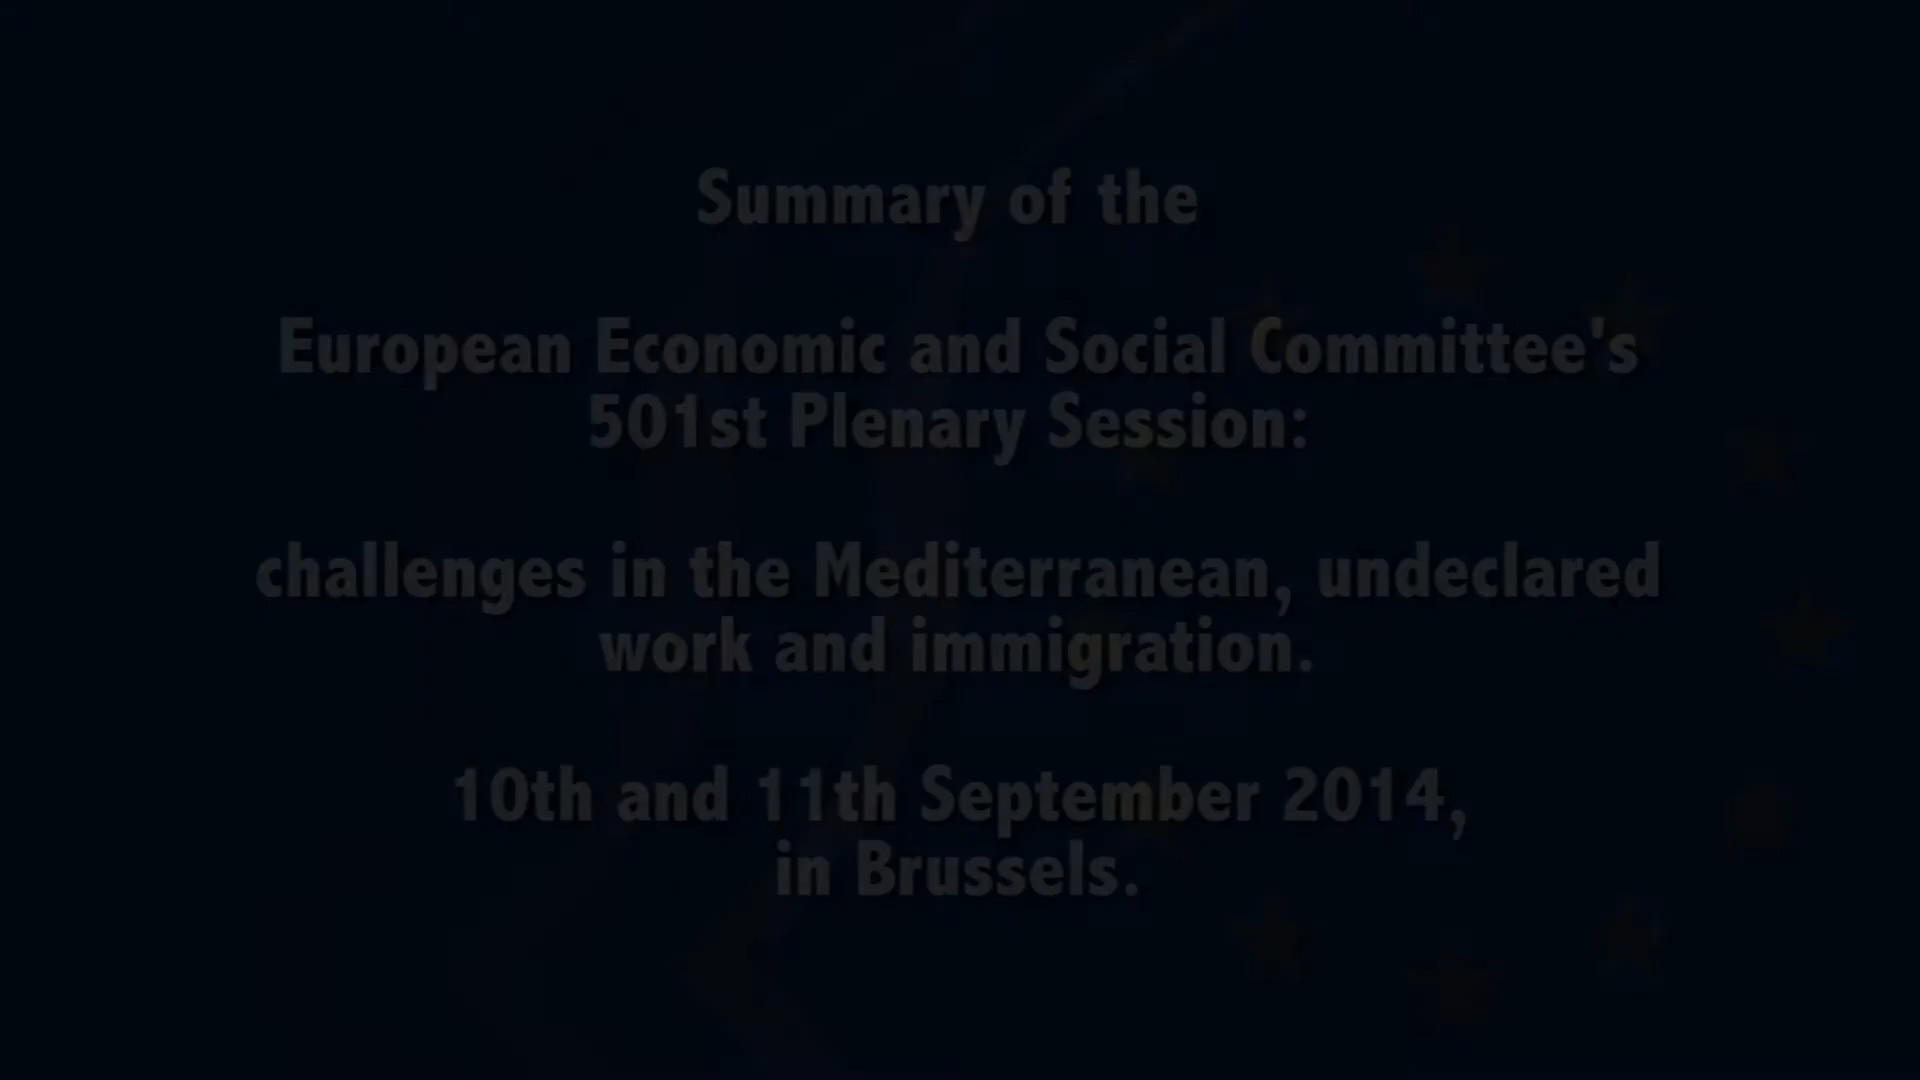 Summary of the
European Economic and Social Committee's
501st Plenary Session:
challenges in the Mediterranean, undeclared
work and immigration.
10th and 11th September 2014,
in Brussels.